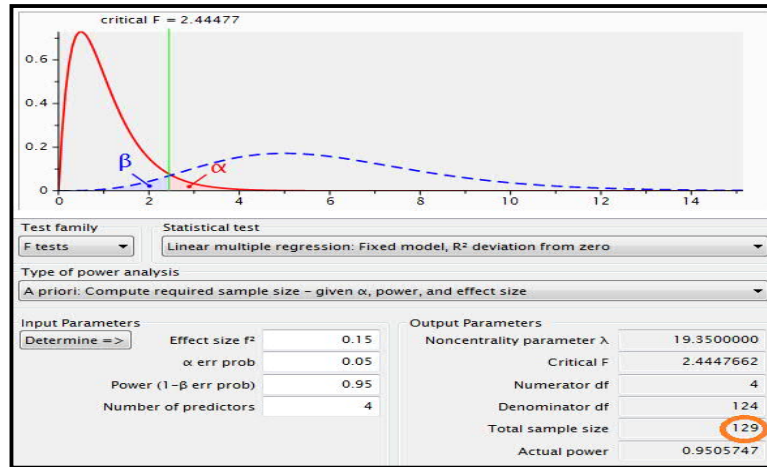 critical F = 2.44477
0.6
0.4
0.2
0
β
α
0 2 4 6 8 10 12 14
Test family Statistical test
F tests Linear multiple regression: Fixed model, R² deviation from zero
Type of power analysis
A priori: Compute required sample size – given α, power, and effect size
Input Parameters Output Parameters
Determine => Effect size f² 0.15 Noncentrality parameter λ 19.3500000
α err prob 0.05 Critical F 2.4447662
Power (1-β err prob) 0.95 Numerator df 4
Number of predictors 4 Denominator df 124
Total sample size 129
Actual power 0.9505747